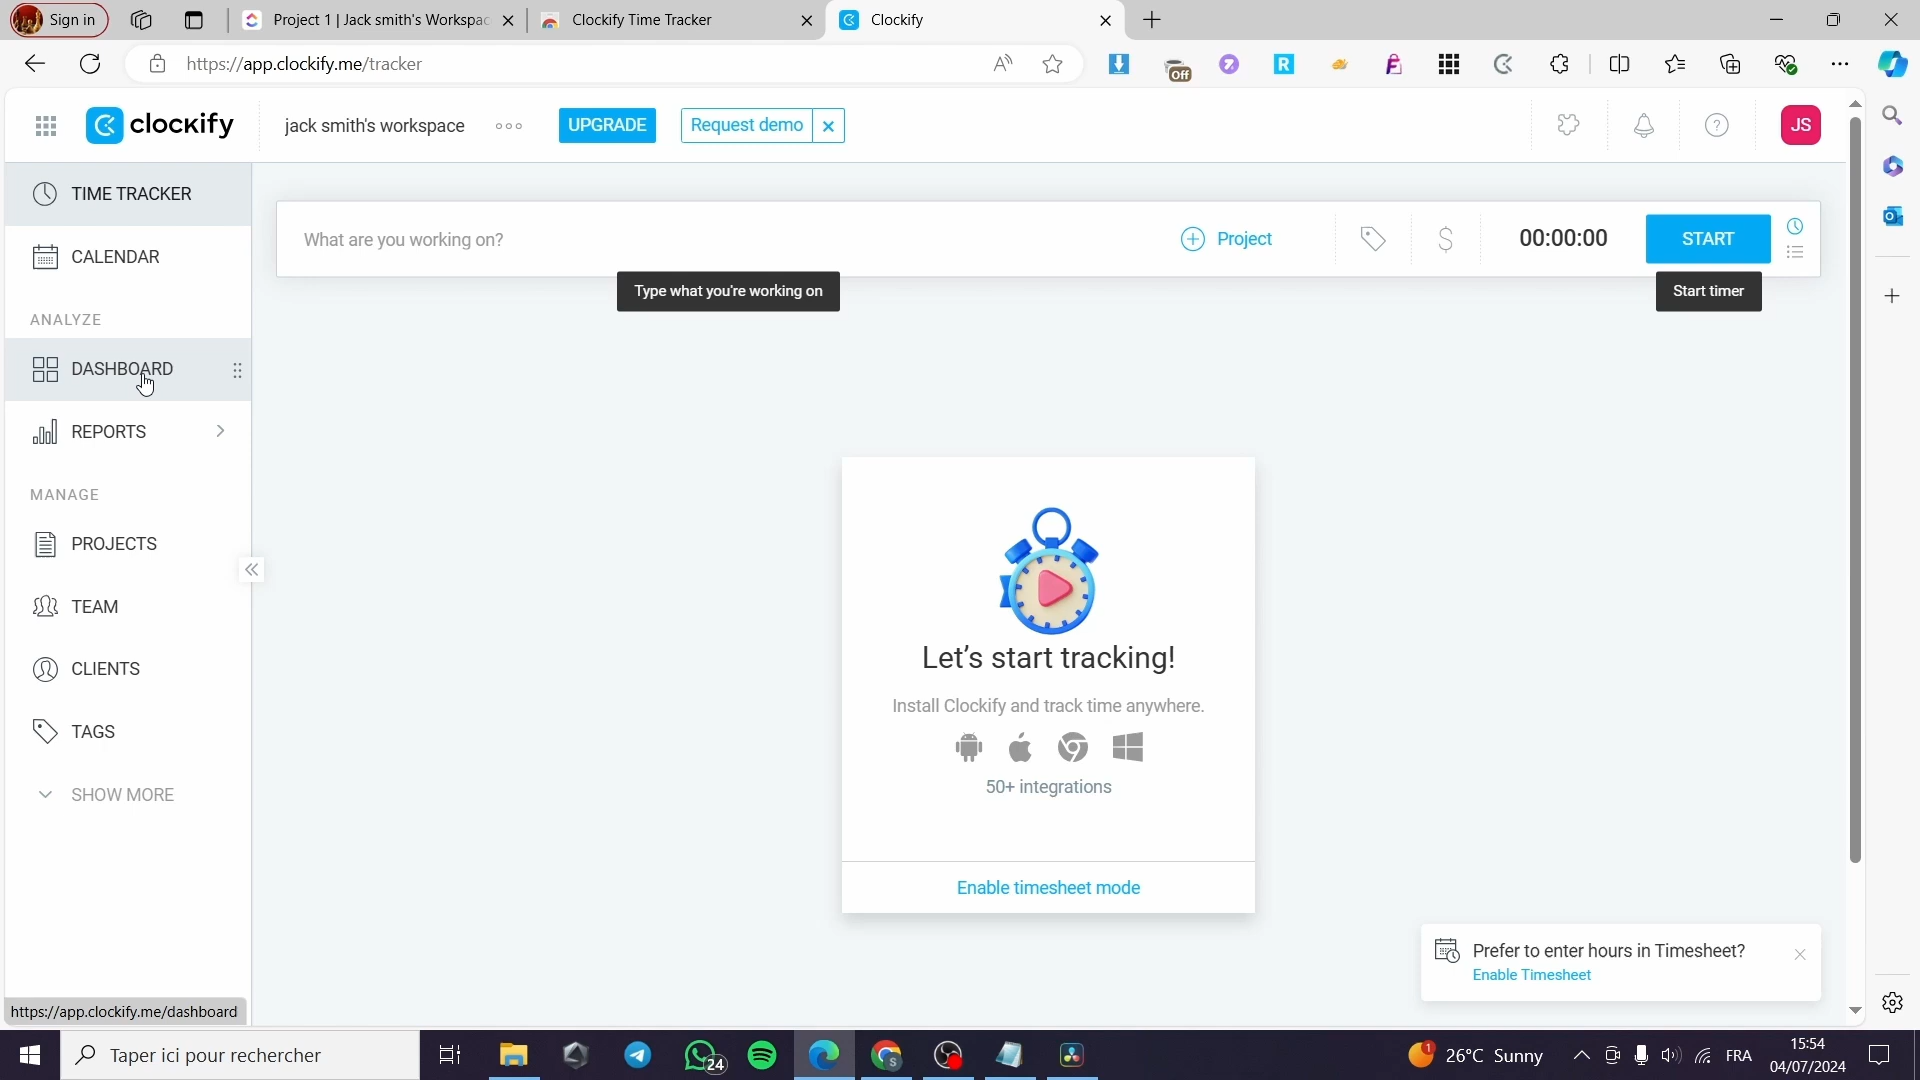 Sign in
Project 1 | Jack smith's Workspac
Clockify Time Tracker
Clockify
https://app.clockify.me/tracker
Off
clockify
jack smith's workspace
UPGRADE
Request demo
JS
TIME TRACKER
What are you working on?
Project
00:00:00
START
CALENDAR
Type what you're working on
Start timer
ANALYZE
DASHBOARD
REPORTS
MANAGE
PROJECTS
TEAM
Let's start tracking!
CLIENTS
Install Clockify and track time anywhere.
TAGS
50+ integrations
SHOW MORE
Enable timesheet mode
Prefer to enter hours in Timesheet?
Enable Timesheet
https://app.clockify.me/dashboard
Taper ici pour rechercher
24
1
26°C Sunny
FRA
15:54
04/07/2024